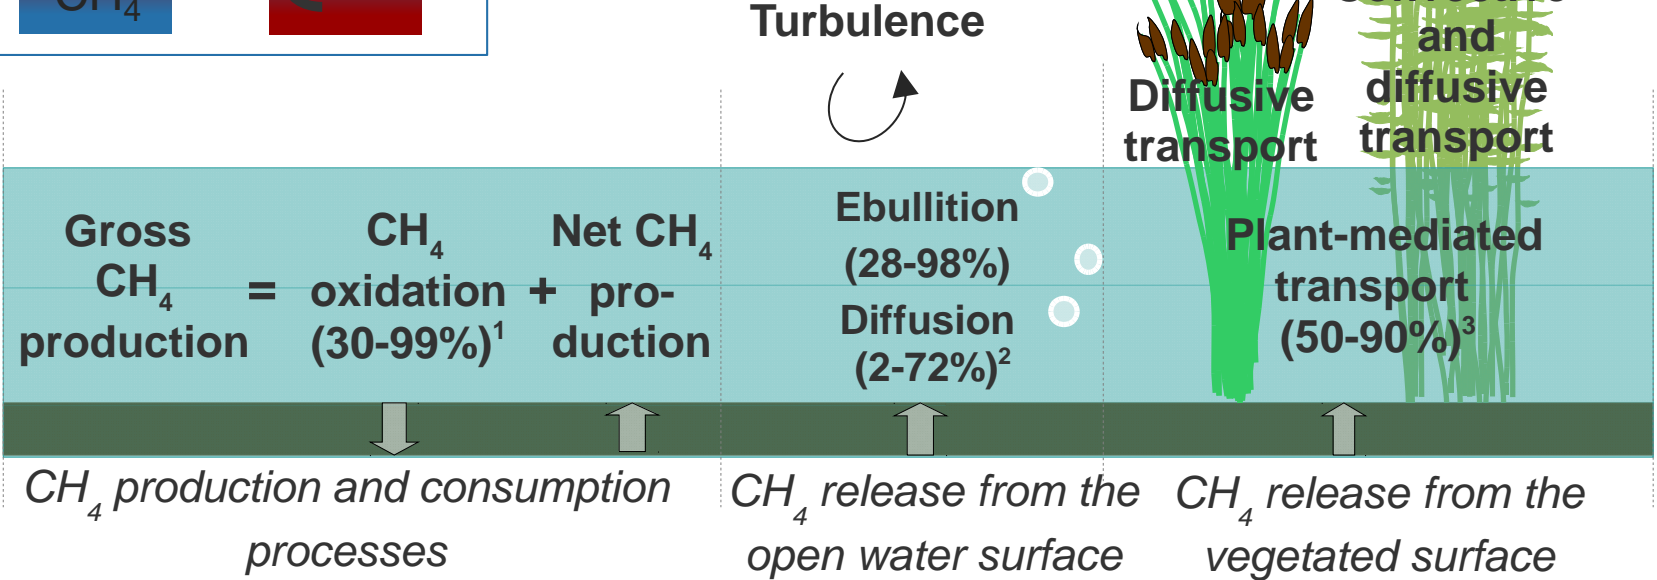 CH4
Turbulence
and
diffusive
transport
Diffusive
transport
Gross
CH4
production
=
CH4
oxidation
(30-99%)1
+
Net CH4
pro-
duction
Ebullition
(28-98%)
Diffusion
(2-72%)2
Plant-mediated
transport
(50-90%)3
CH4 production and consumption
processes
CH4 release from the
open water surface
CH4 release from the
vegetated surface